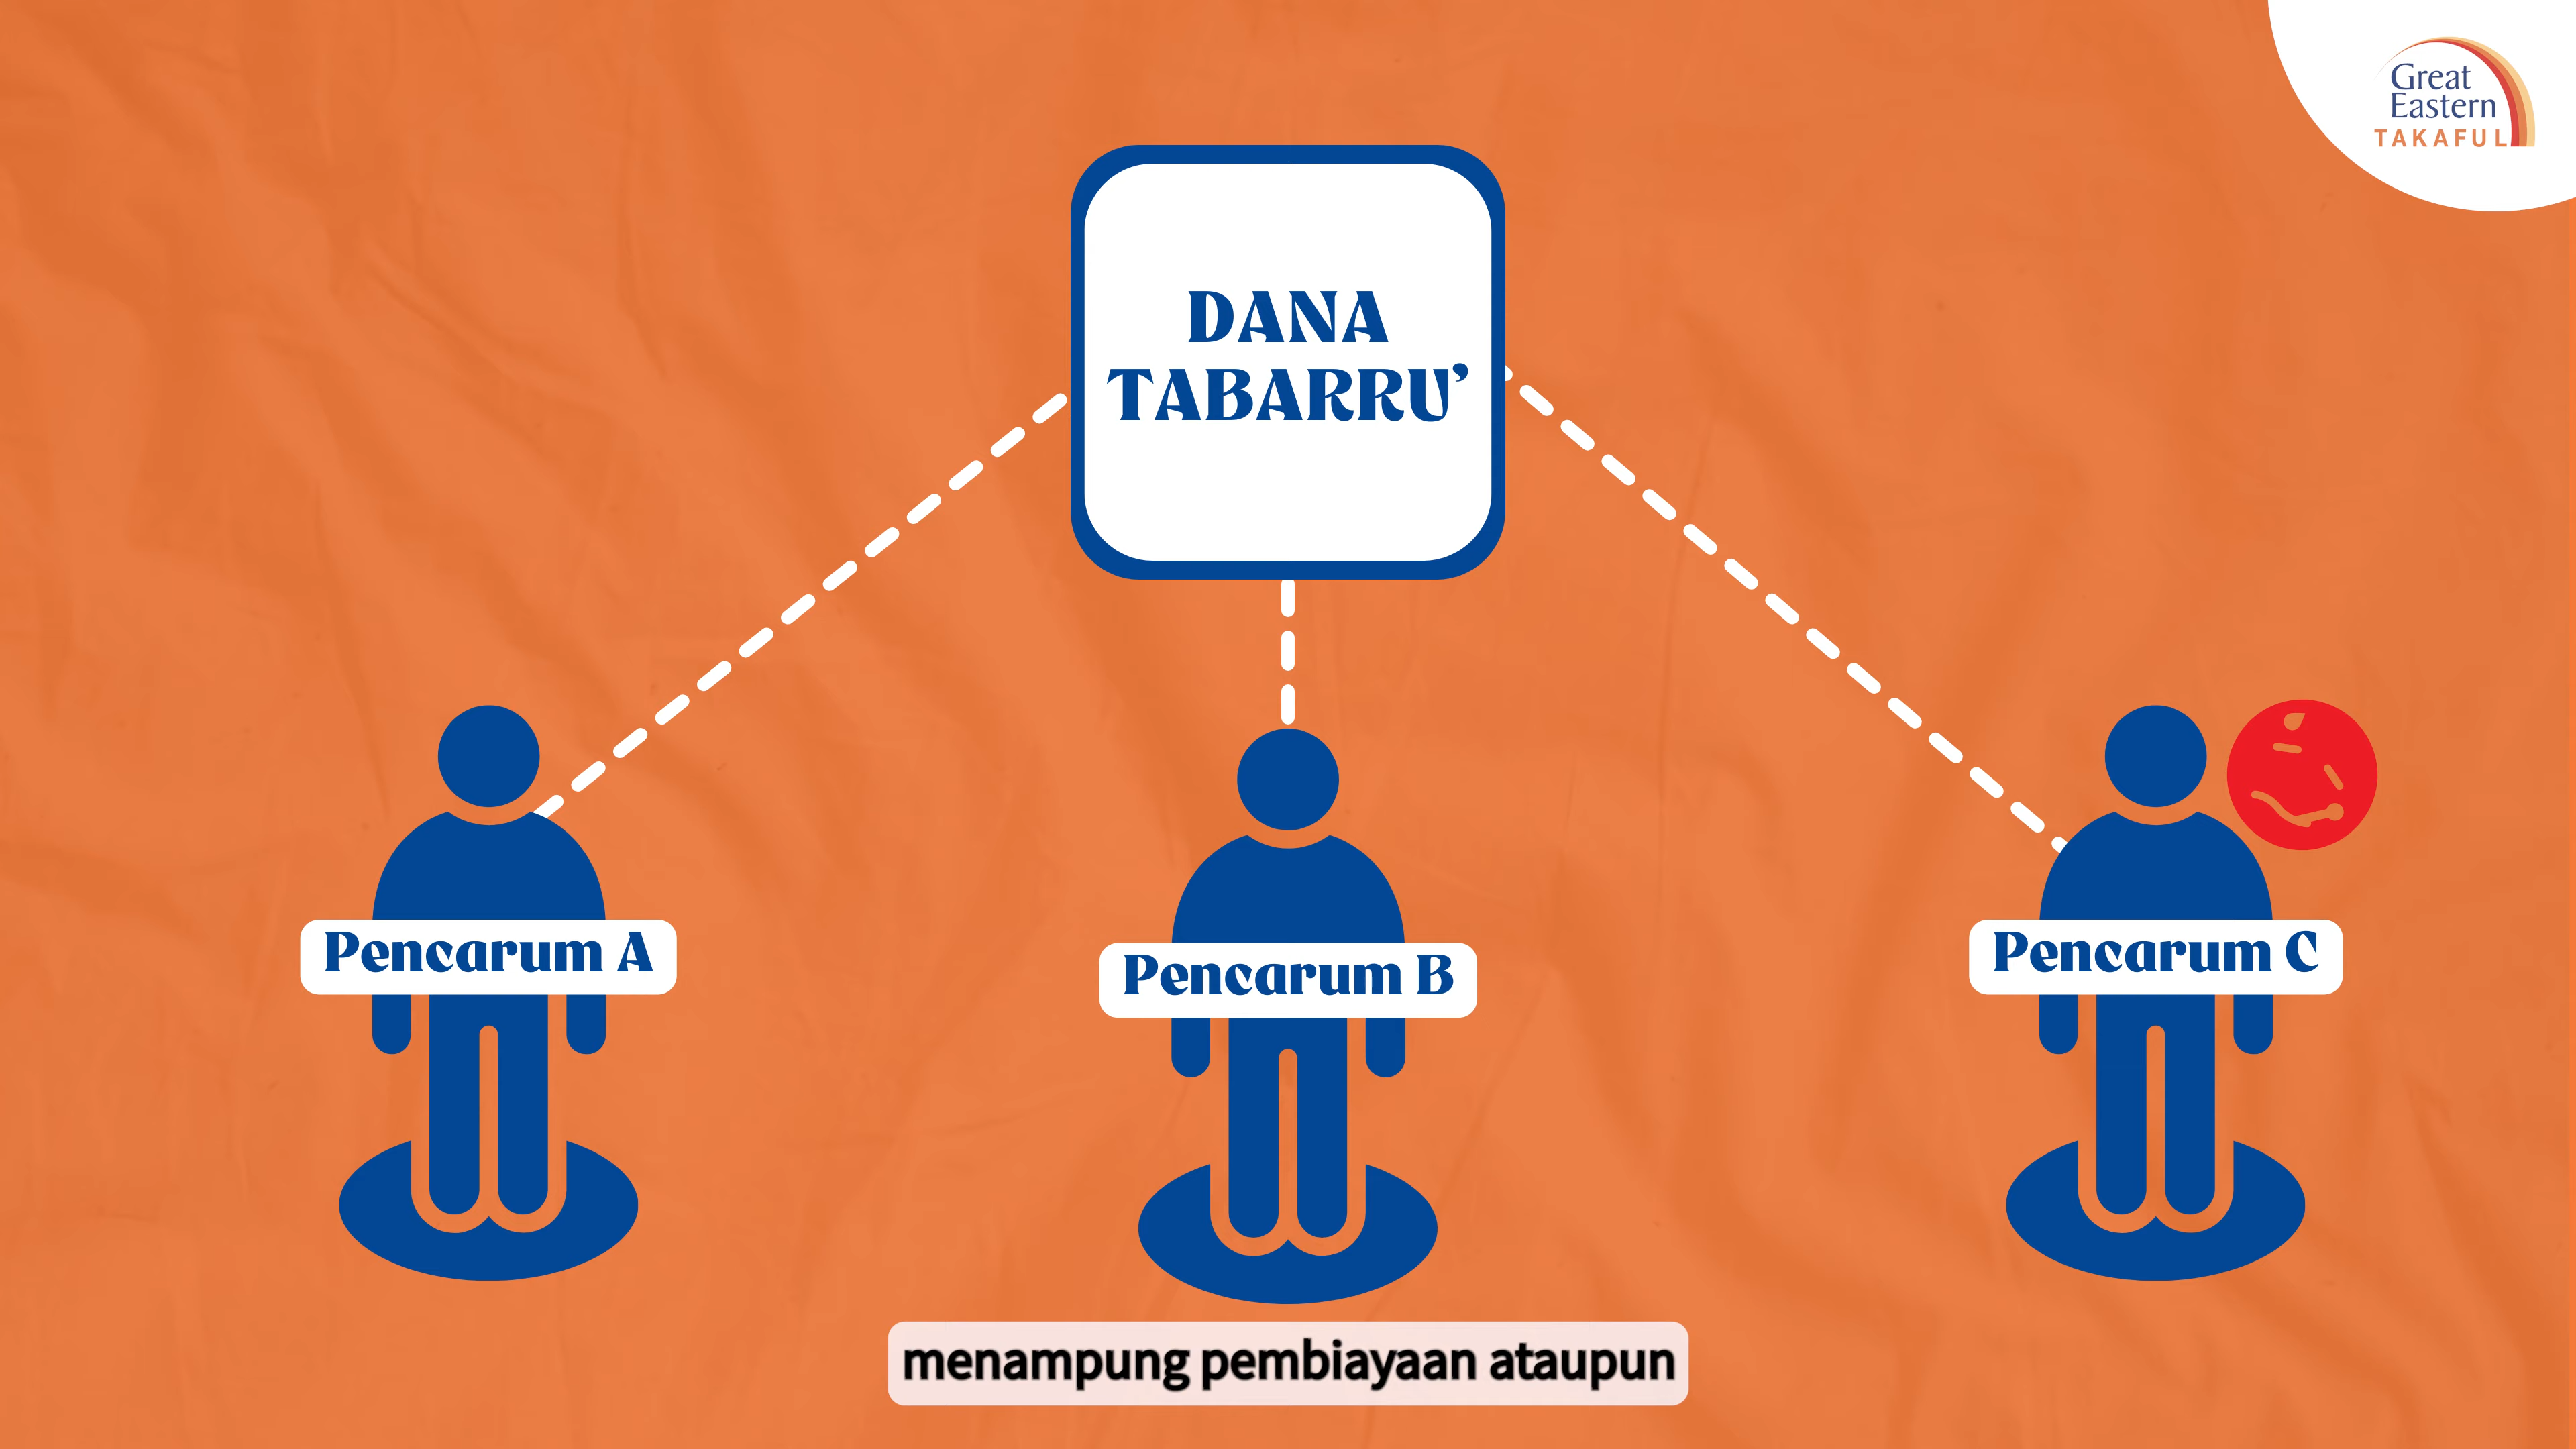 Great
Eastern
TAKAFUL
DANA
TABARRU’
Pencarum A
Pencarum B
Pencarum C
menampung pembiayaan ataupun